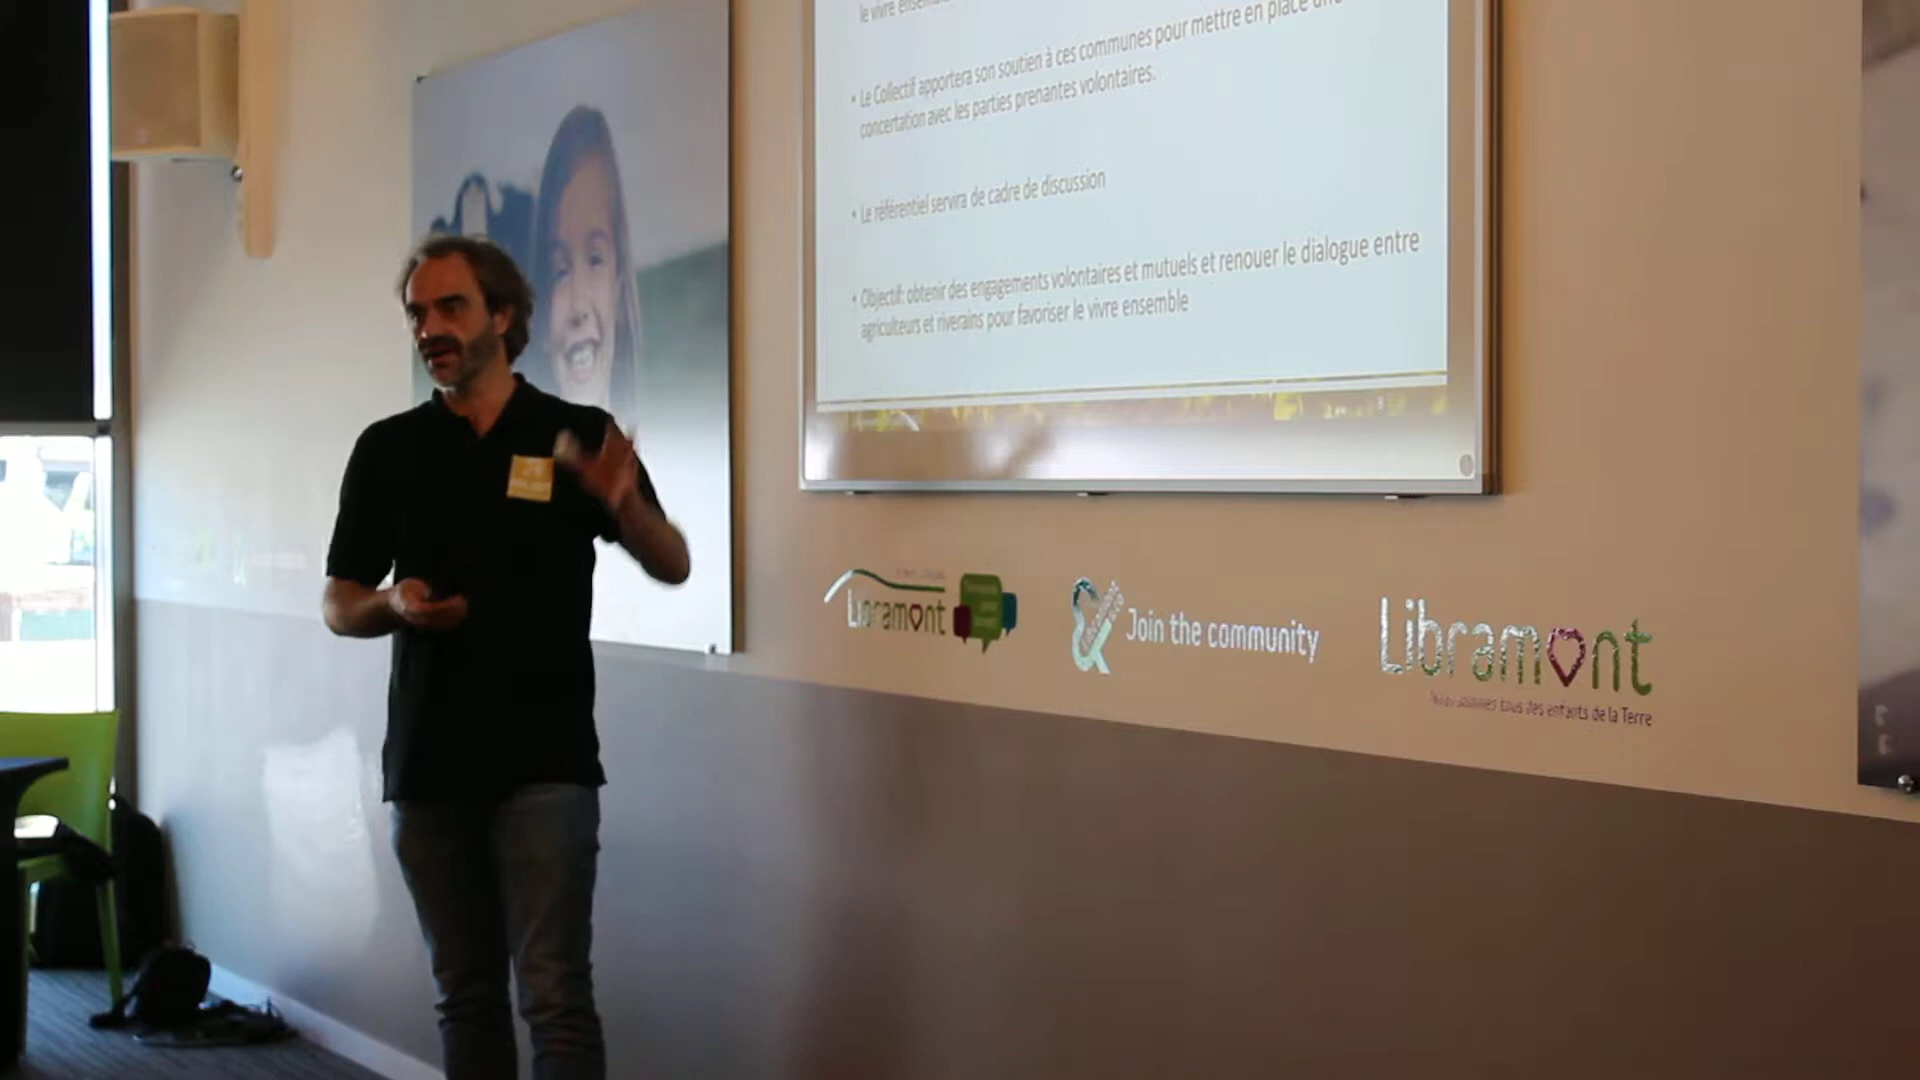 le vivre ensemble
• Le Collectif apportera son soutien à ces communes pour mettre en place une
concertation avec les parties prenantes volontaires.
• Le référentiel servira de cadre de discussion
• Objectif: obtenir des engagements volontaires et mutuels et renouer le dialogue entre
agriculteurs et riverains pour favoriser le vivre ensemble
Libramont
Join the community
Libramont
Nous sommes tous des enfants de la Terre